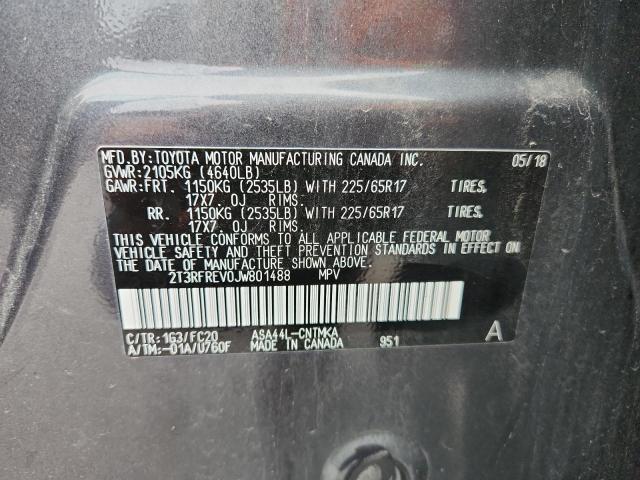 MFD.BY:TOYOTA MOTOR MANUFACTURING CANADA INC. 05/18
GVWR:2105KG (4640LB)
GAWR:FRT. 1150KG (2535LB) WITH 225/65R17 TIRES,
17X7. 0J RIMS.
RR. 1150KG (2535LB) WITH 225/65R17 TIRES,
17X7. 0J RIMS.
THIS VEHICLE CONFORMS TO ALL APPLICABLE FEDERAL MOTOR
VEHICLE SAFETY AND THEFT PREVENTION STANDARDS IN EFFECT
ON THE DATE OF MANUFACTURE SHOWN ABOVE.
2T3RFREV0JW801488 MPV
C/TR:1G3/FC20 ASA44L-CNTMKA A
A/TM:-01A/U760F MADE IN CANADA 951